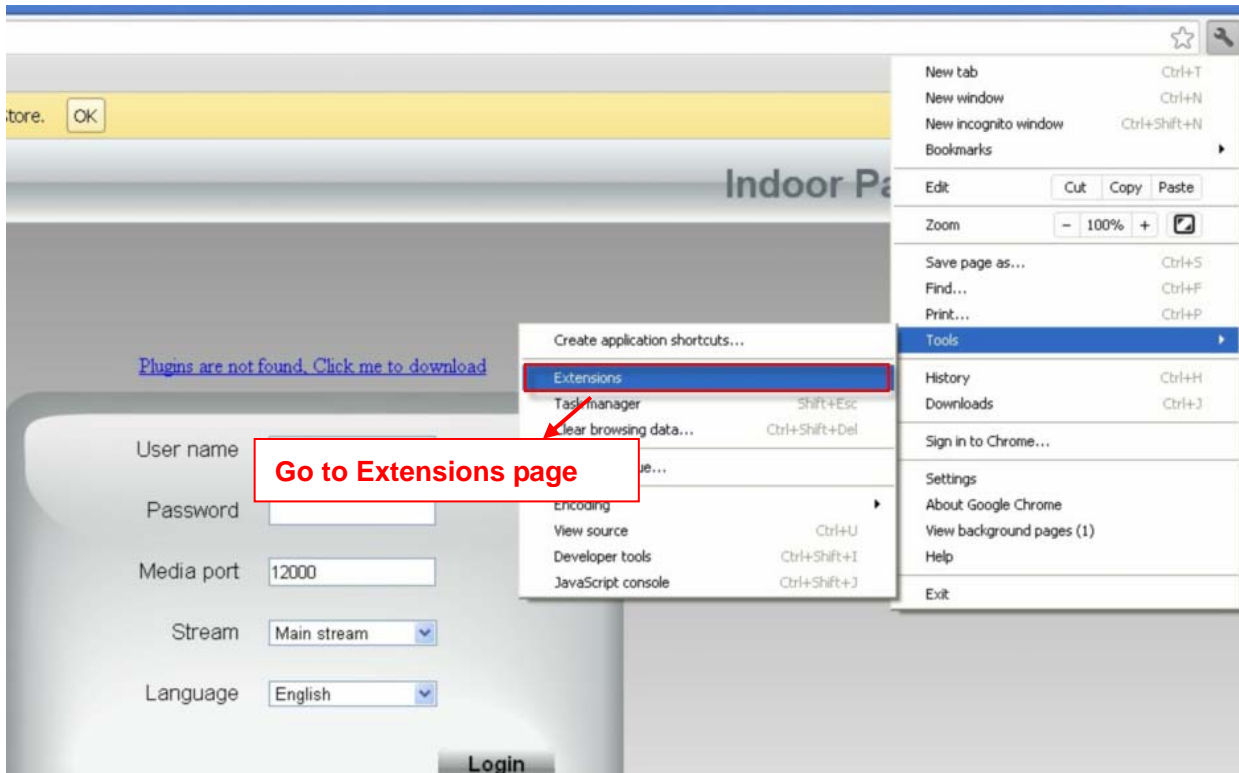 tore. OK
Indoor Pa
Plugins are not found, Click me to download
User name
Password
Media port 12000
Stream Main stream
Language English
Login
New tab Ctrl+T
New window Ctrl+N
New incognito window Ctrl+Shift+N
Bookmarks
Edit Cut Copy Paste
Zoom - 100% +
Save page as... Ctrl+S
Find... Ctrl+F
Print... Ctrl+P
Tools
History Ctrl+H
Downloads Ctrl+J
Sign in to Chrome...
Settings
About Google Chrome
View background pages (1)
Help
Exit
Create application shortcuts...
Extensions
Task manager Shift+Esc
Clear browsing data... Ctrl+Shift+Del
ue...
Encoding
View source Ctrl+U
Developer tools Ctrl+Shift+I
JavaScript console Ctrl+Shift+J
Go to Extensions page